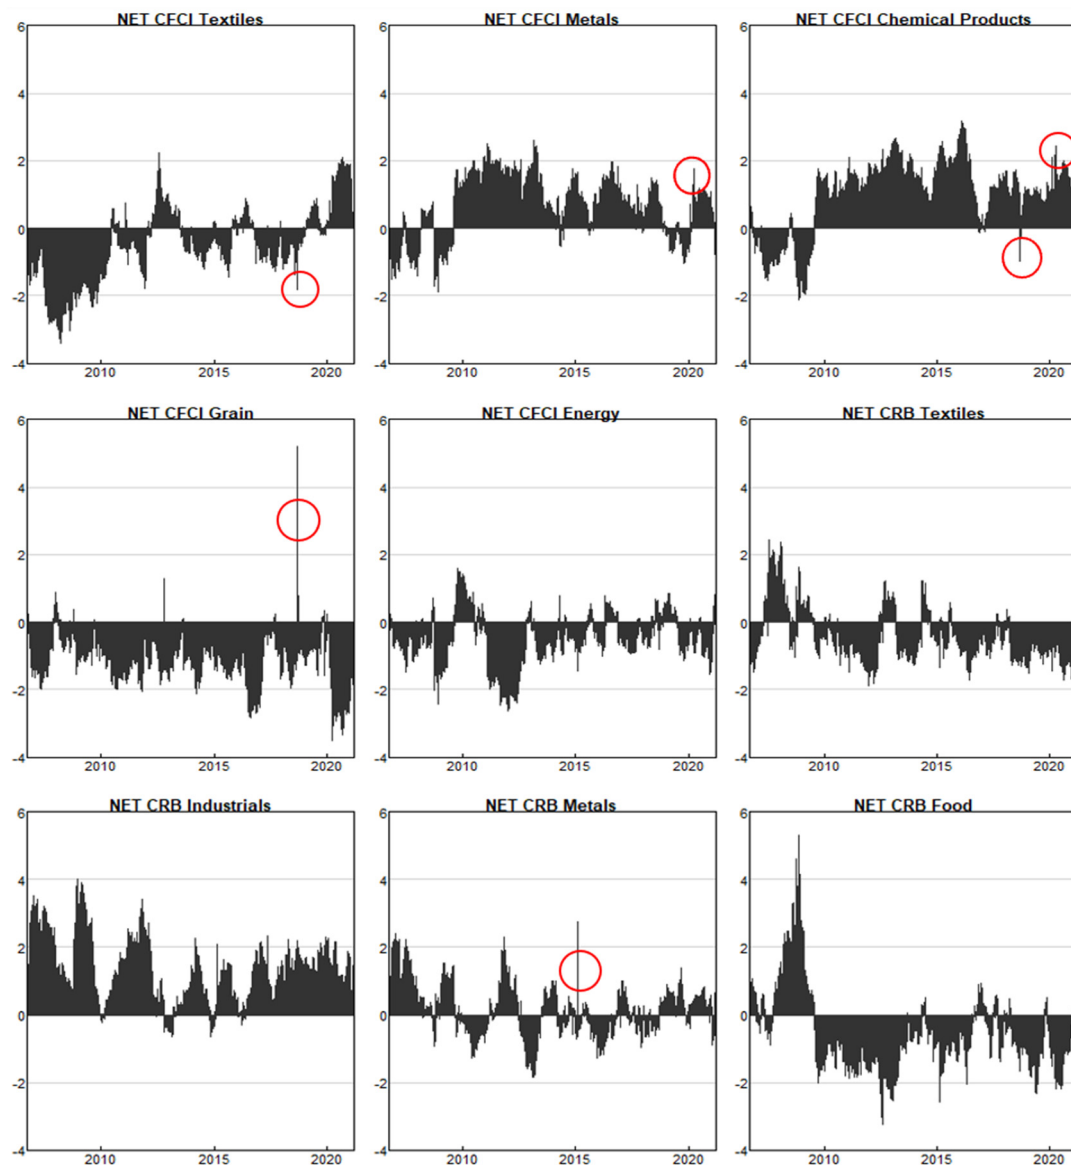 NET CFCI Textiles NET CFCI Metals NET CFCI Chemical Products
6 6 6
4 4 4
2 2 2
0 0 0
-2 -2 -2
-4 -4 -4
2010 2015 2020 2010 2015 2020 2010 2015 2020
NET CFCI Grain NET CFCI Energy NET CRB Textiles
6 6 6
4 4 4
2 2 2
0 0 0
-2 -2 -2
-4 -4 -4
2010 2015 2020 2010 2015 2020 2010 2015 2020
NET CRB Industrials NET CRB Metals NET CRB Food
6 6 6
4 4 4
2 2 2
0 0 0
-2 -2 -2
-4 -4 -4
2010 2015 2020 2010 2015 2020 2010 2015 2020